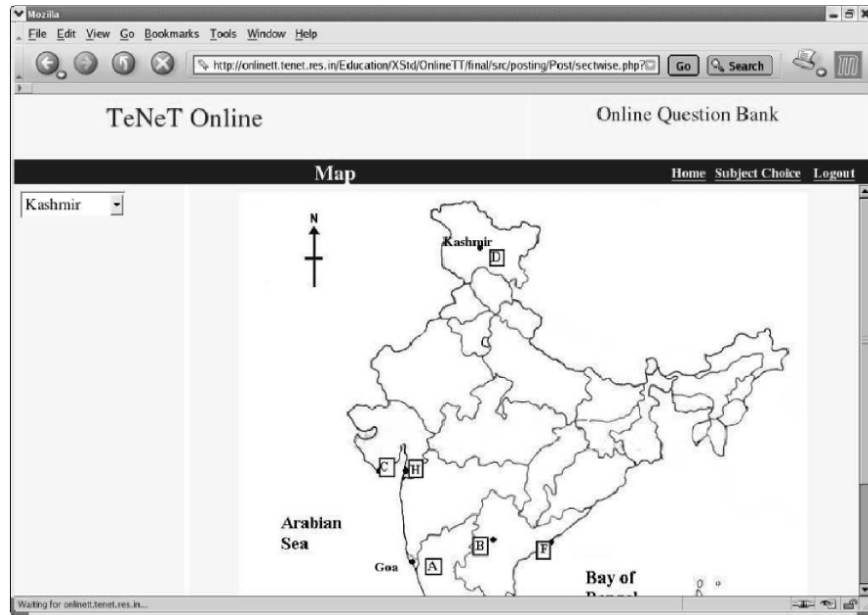 Mozilla
File Edit View Go Bookmarks Tools Window Help
http://onlinett.tenet.res.in/Education/XStd/OnlineTT/final/src/posting/Post/sectwise.php? Go Search
TeNeT Online
Online Question Bank
Map
Home Subject Choice Logout
Kashmir
N
Kashmir
D
C H
Arabian
Sea
B F
Goa A
Bay of
Bengal
Waiting for onlinett.tenet.res.in...